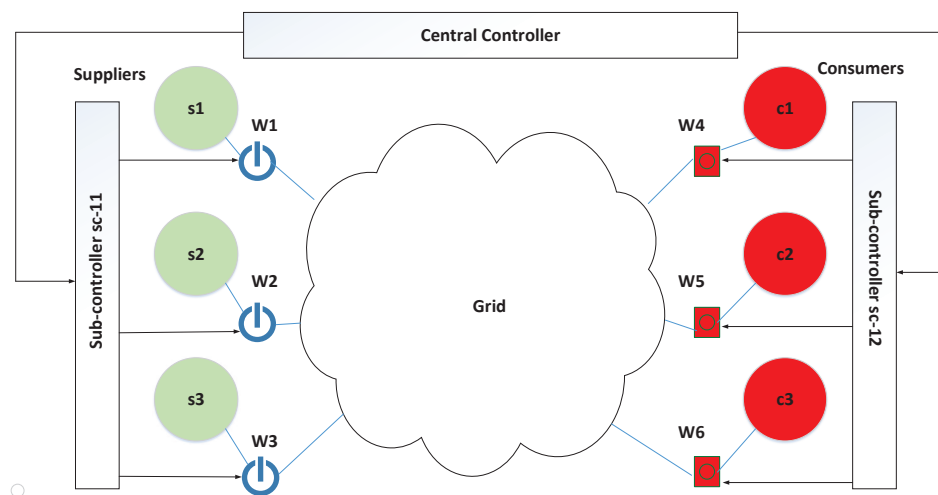 Central Controller
Suppliers
Consumers
s1
W1
W4
c1
Sub-controller sc-11
Sub-controller sc-12
s2
W2
W5
c2
Grid
s3
W3
W6
c3